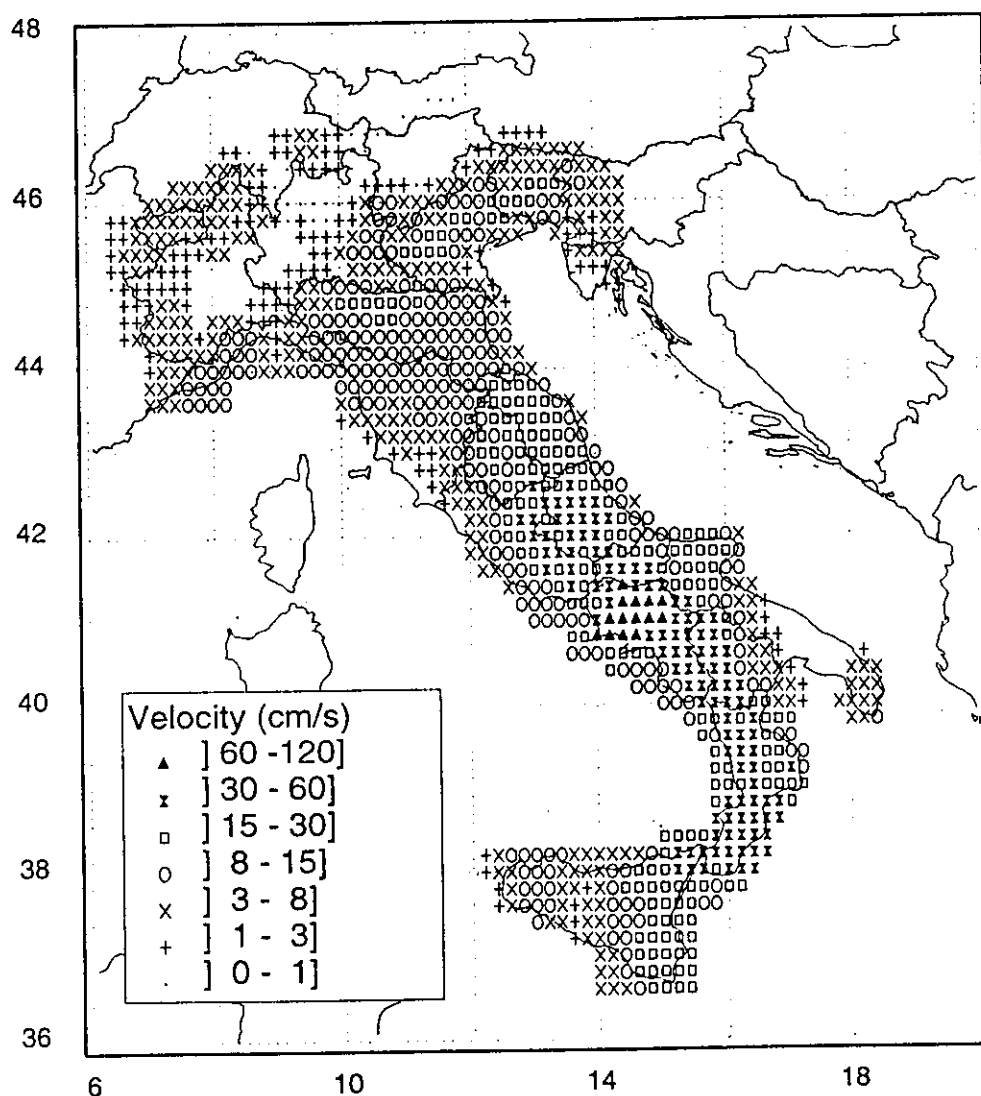 48
46
44
42
40
38
36
Velocity (cm/s)
] 60 -120]
] 30 - 60]
] 15 - 30]
] 8 - 15]
] 3 - 8]
] 1 - 3]
] 0 - 1]
6 10 14 18